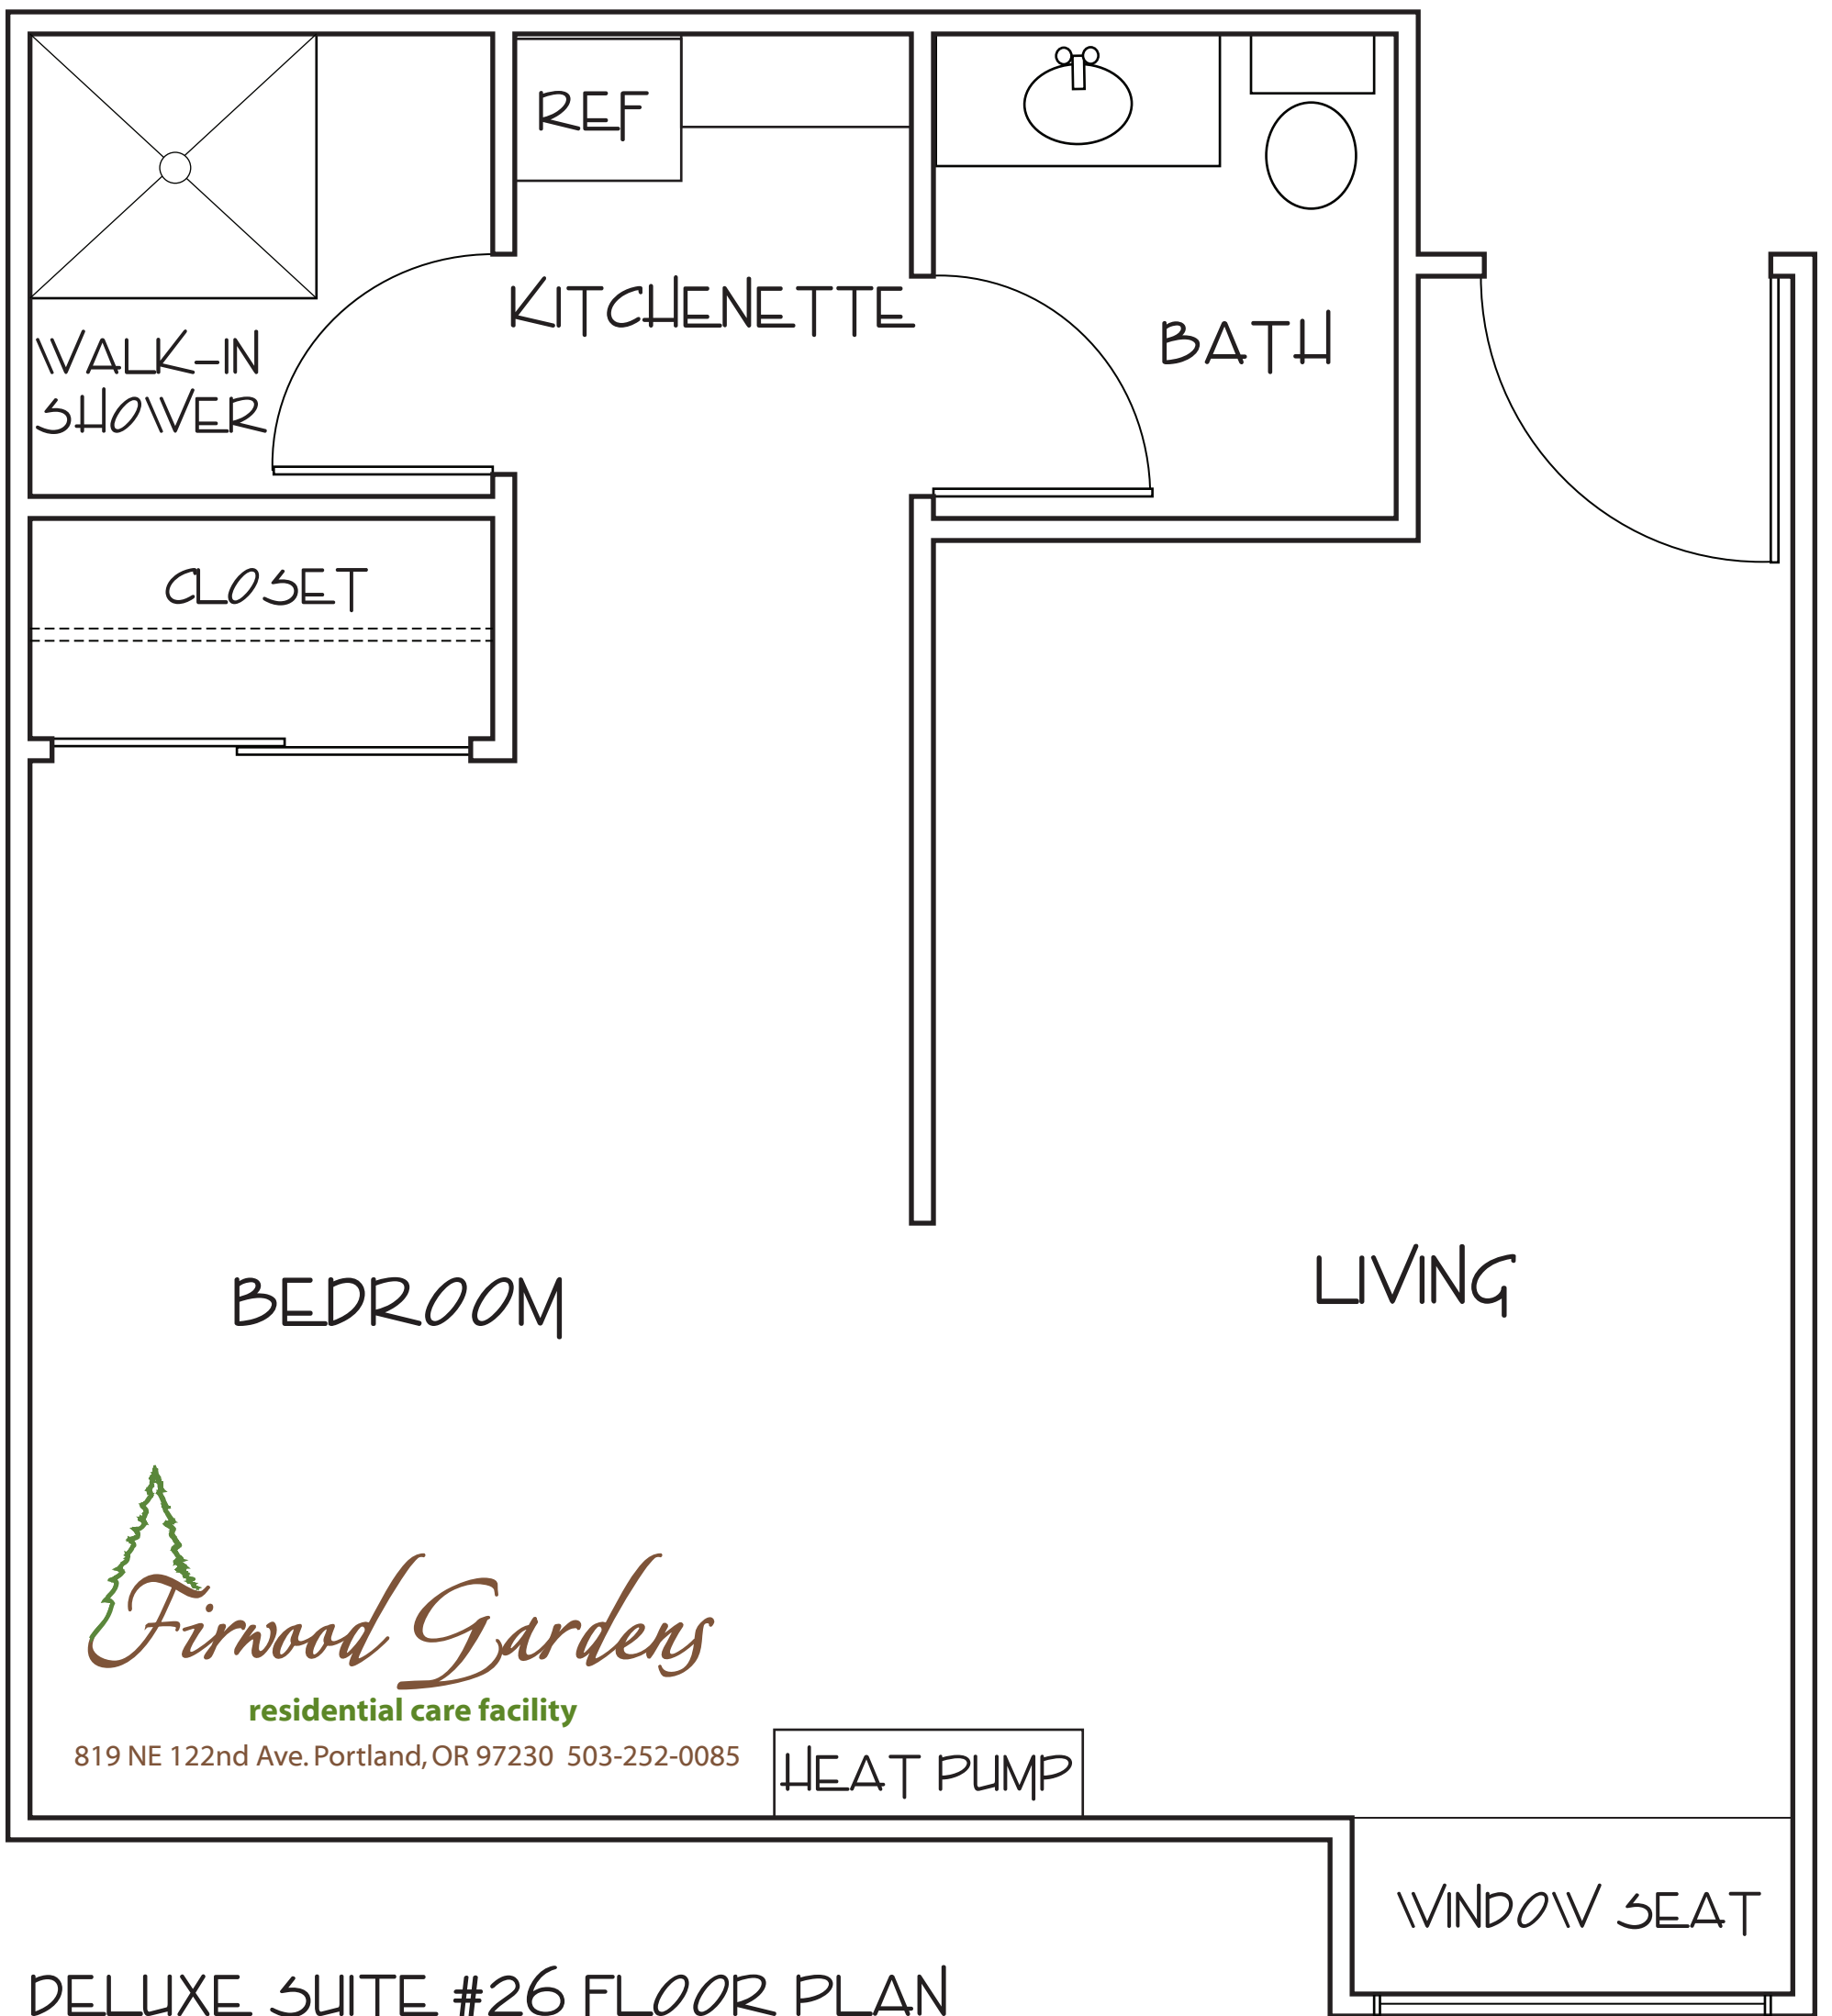 REF
KITCHENETTE
BATH
WALK-IN
SHOWER
CLOSET
BEDROOM
LIVING
Firwood Gardens
residential care facility
819 NE 122nd Ave. Portland, OR 97230 503-252-0085
HEAT PUMP
WINDOW SEAT
DELUXE SUITE #26 FLOOR PLAN